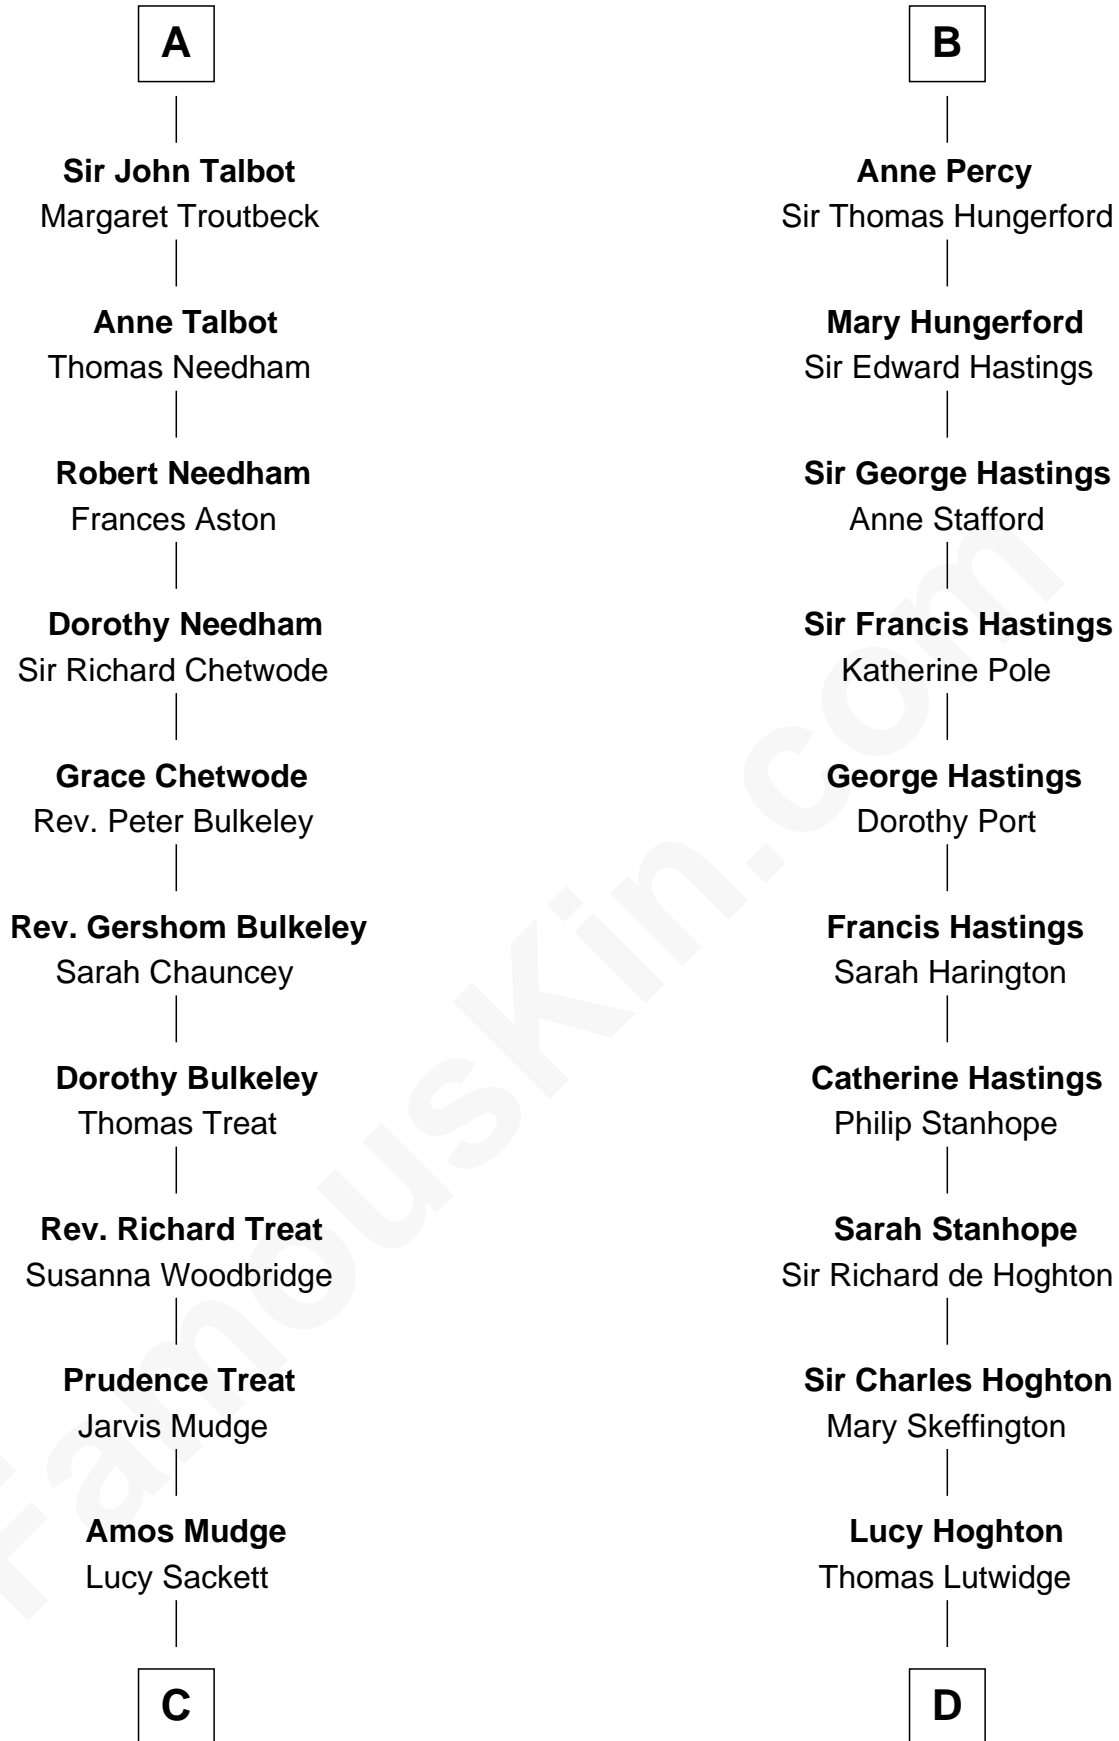 A
Sir John Talbot
Margaret Troutbeck
Anne Talbot
Thomas Needham
Robert Needham
Frances Aston
Dorothy Needham
Sir Richard Chetwode
Grace Chetwode
Rev. Peter Bulkeley
Rev. Gershom Bulkeley
Sarah Chauncey
Dorothy Bulkeley
Thomas Treat
Rev. Richard Treat
Susanna Woodbridge
Prudence Treat
Jarvis Mudge
Amos Mudge
Lucy Sackett
C
B
Anne Percy
Sir Thomas Hungerford
Mary Hungerford
Sir Edward Hastings
Sir George Hastings
Anne Stafford
Sir Francis Hastings
Katherine Pole
George Hastings
Dorothy Port
Francis Hastings
Sarah Harington
Catherine Hastings
Philip Stanhope
Sarah Stanhope
Sir Richard de Hoghton
Sir Charles Hoghton
Mary Skeffington
Lucy Hoghton
Thomas Lutwidge
D
FamousKin.com